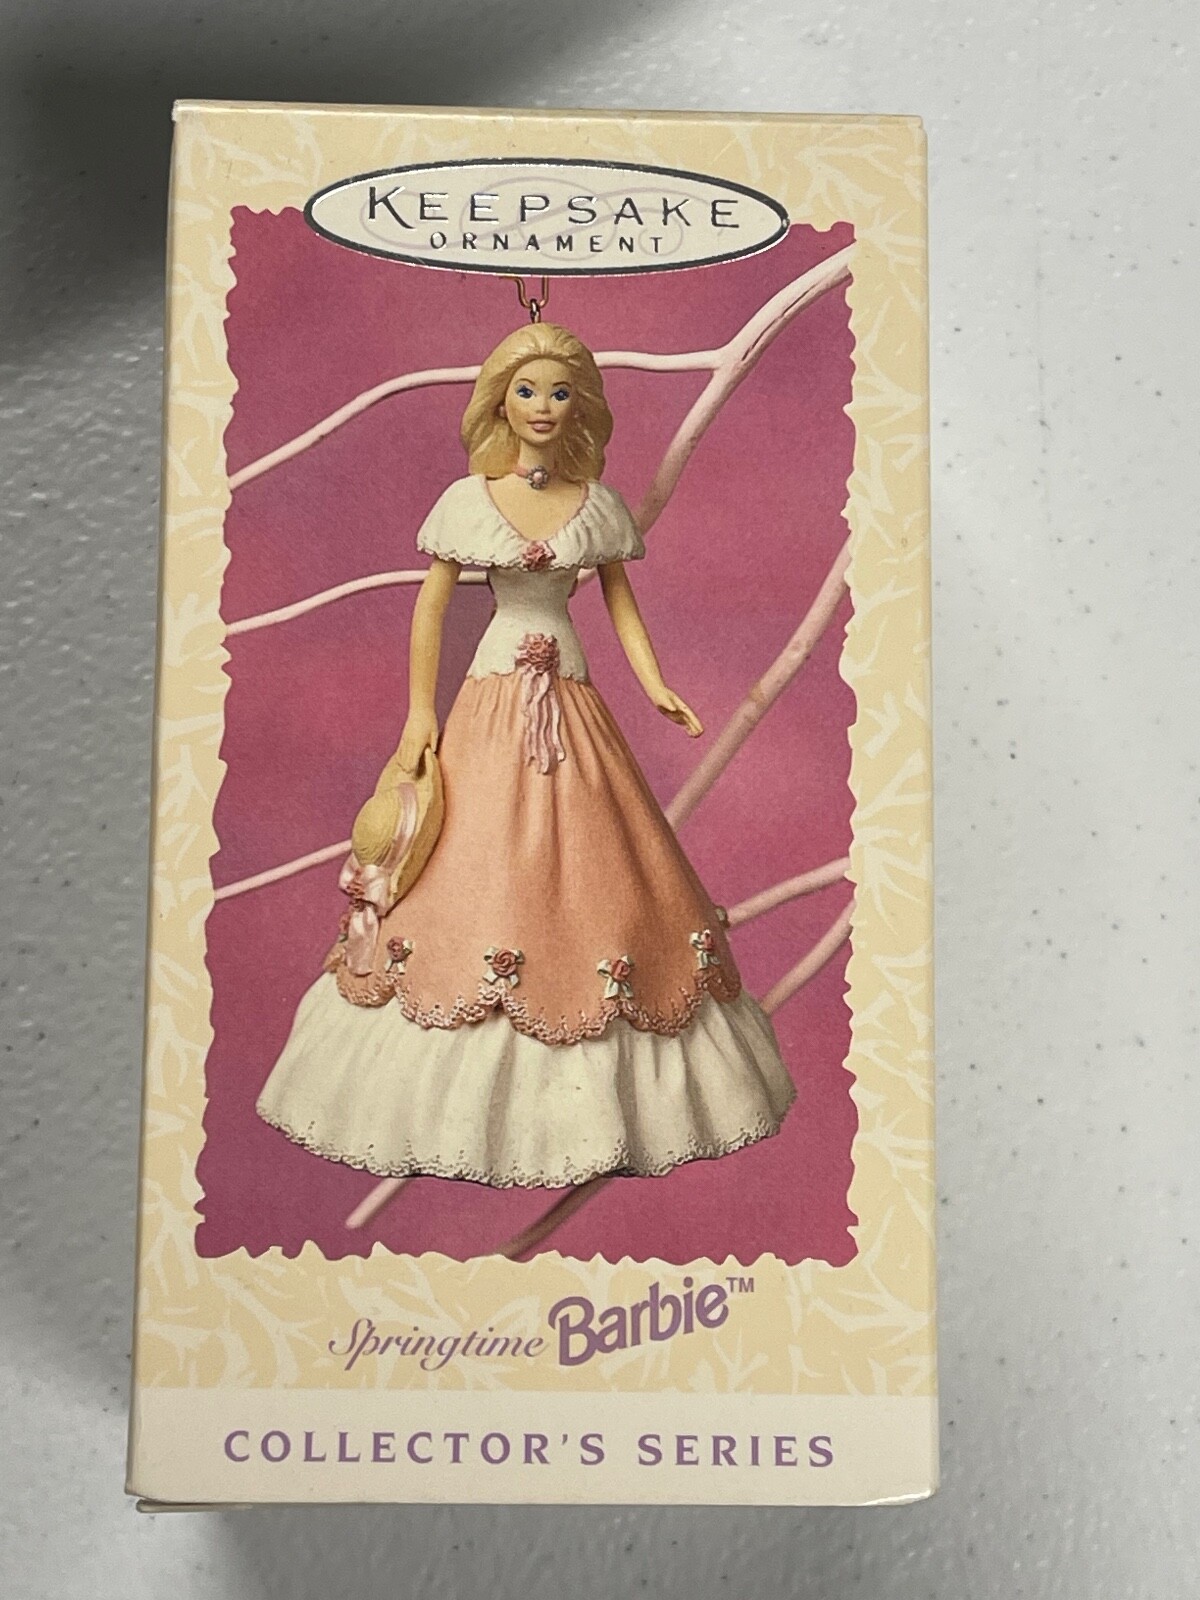 KEEPSAKE
ORNAMENT
Springtime Barbie™
COLLECTOR'S SERIES